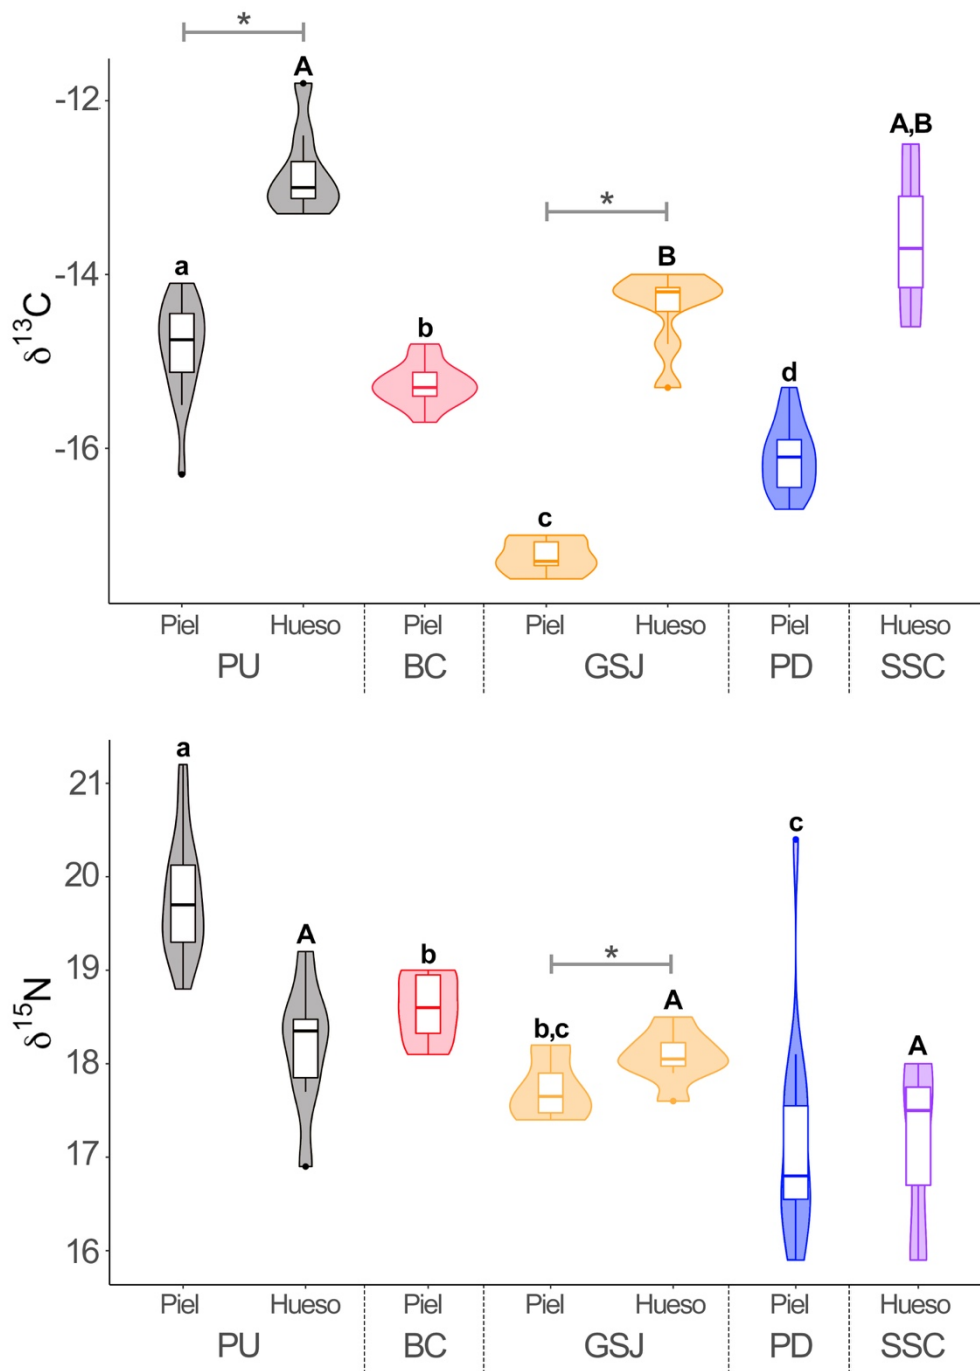 *
A
-12
A,B
*
a
B
-14
b
d
δ13C
-16
c
Piel Hueso Piel Piel Hueso Piel Hueso
PU BC GSJ PD SSC
a
21
c
20
A
b
*
19
A
b,c
A
δ15N
18
17
16
Piel Hueso Piel Piel Hueso Piel Hueso
PU BC GSJ PD SSC